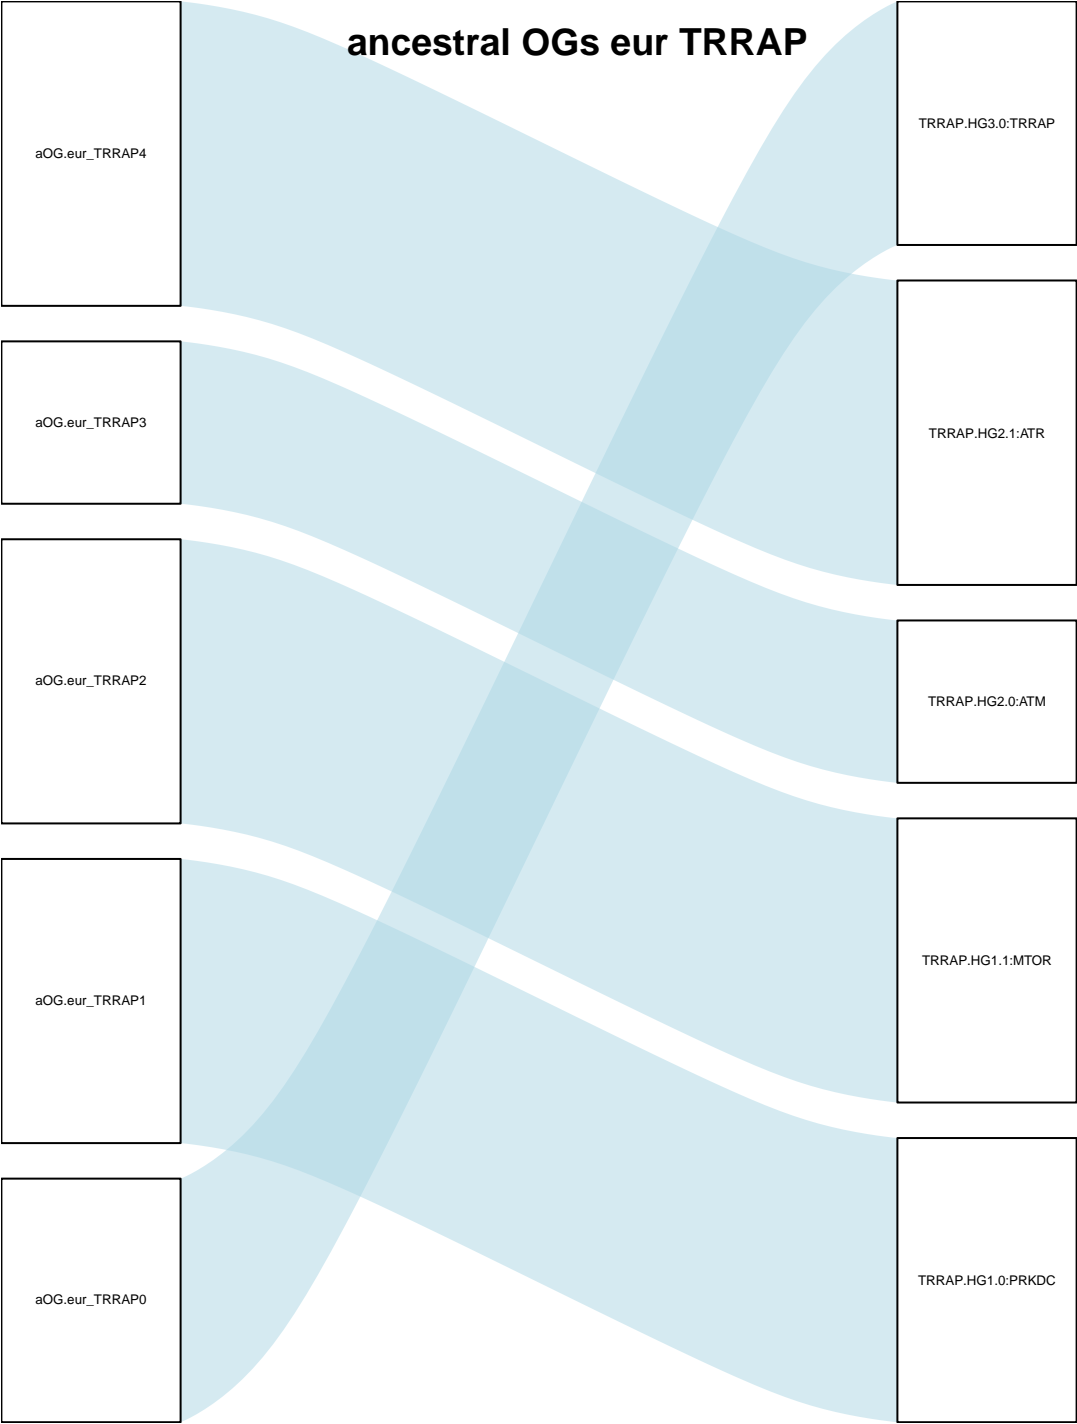 ancestral OGs eur TRRAP
aOG.eur_TRRAP4
aOG.eur_TRRAP3
aOG.eur_TRRAP2
aOG.eur_TRRAP1
aOG.eur_TRRAP0
TRRAP.HG3.0:TRRAP
TRRAP.HG2.1:ATR
TRRAP.HG2.0:ATM
TRRAP.HG1.1:MTOR
TRRAP.HG1.0:PRKDC